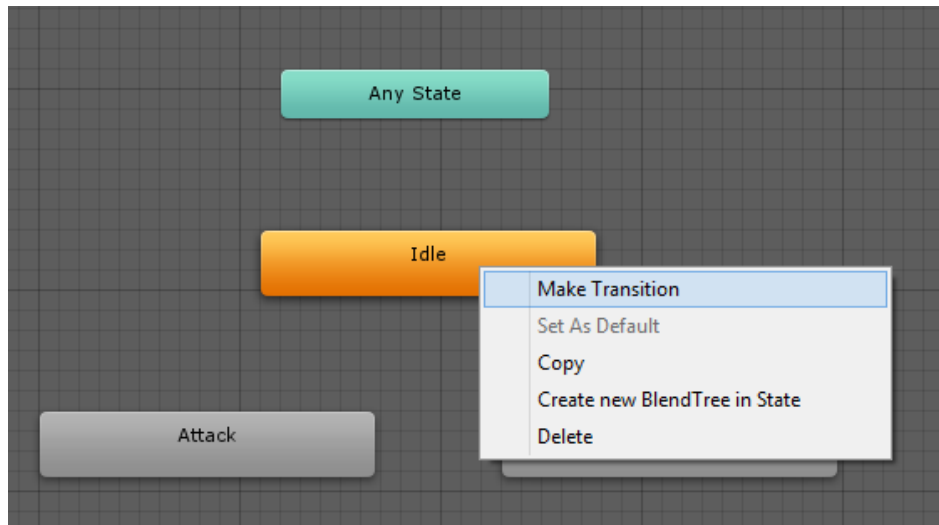 Any State
Idle
Make Transition
Set As Default
Copy
Create new BlendTree in State
Delete
Attack